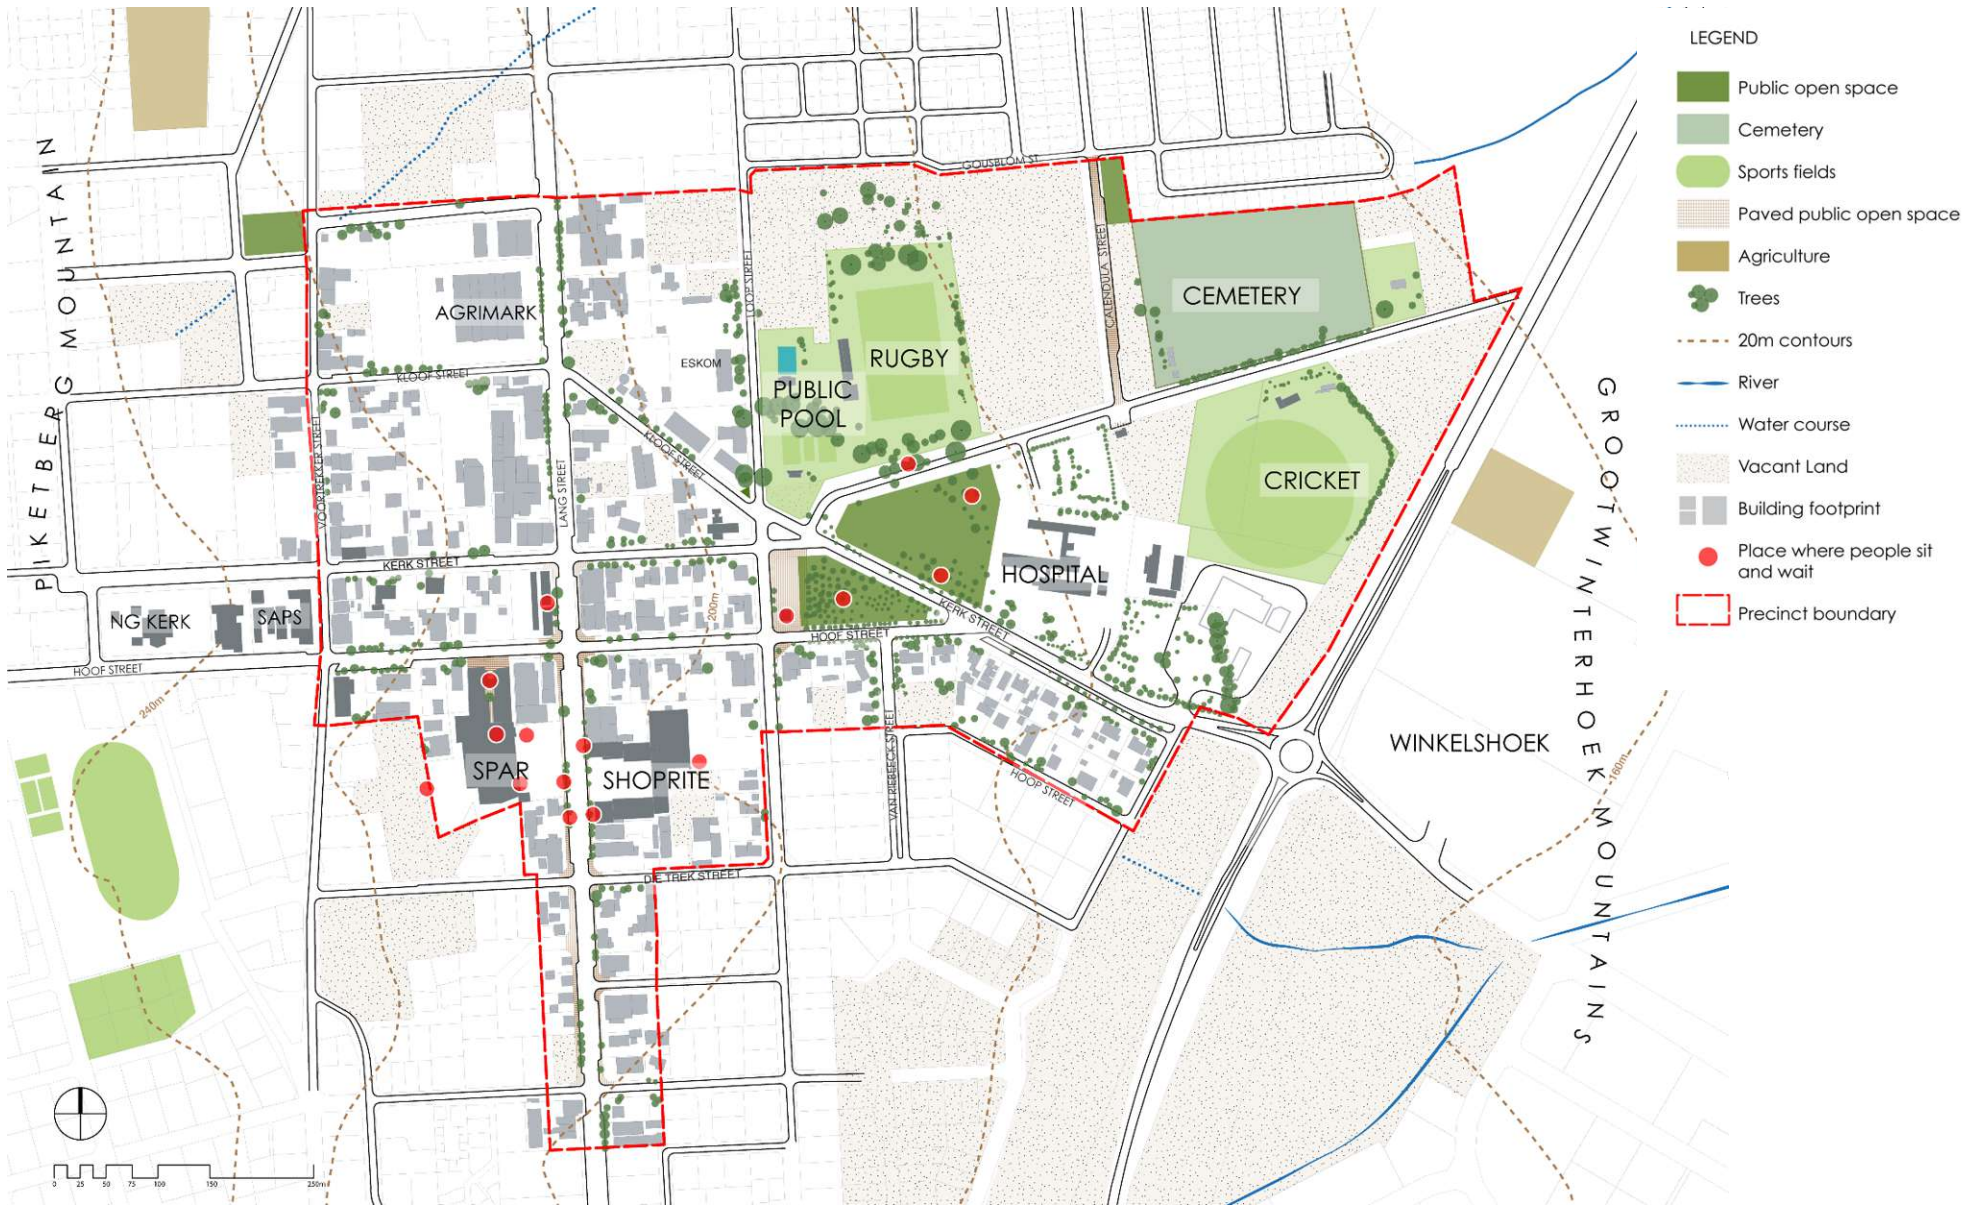 LEGEND
Public open space
Cemetery
Sports fields
Paved public open space
Agriculture
Trees
20m contours
River
Water course
Vacant Land
Building footprint
Place where people sit
and wait
Precinct boundary
PIKETBERG MOUNTAIN
GROOTWINTERHOEK MOUNTAINS
GOUSBLOM ST
LOOP STREET
CALENDULA STREET
CEMETERY
AGRIMARK
ESKOM
RUGBY
PUBLIC
POOL
KLOOF STREET
KLOOF STREET
VOORTREKKER STREET
LANG STREET
CRICKET
KERK STREET
HOSPITAL
NG KERK
SAPS
200m
KERK STREET
HOOF STREET
HOOF STREET
240m
SPAR
SHOPRITE
VAN RIEBEECK STREET
HOOP STREET
WINKELSHOEK
160m
DIE TREK STREET
0 25 50 75 100 150 250m